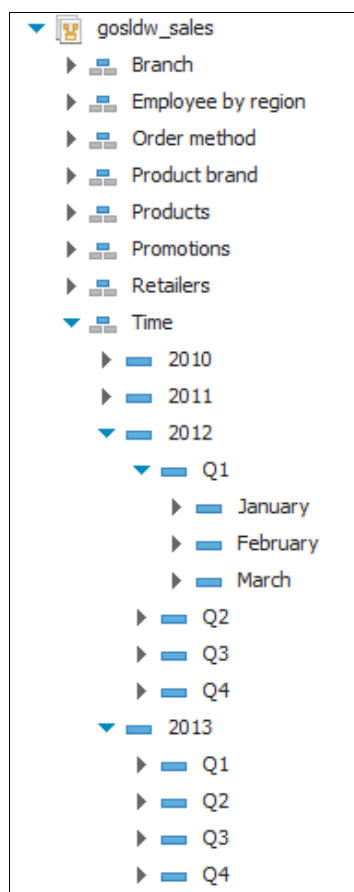 gosldw_sales
Branch
Employee by region
Order method
Product brand
Products
Promotions
Retailers
Time
2010
2011
2012
Q1
January
February
March
Q2
Q3
Q4
2013
Q1
Q2
Q3
Q4